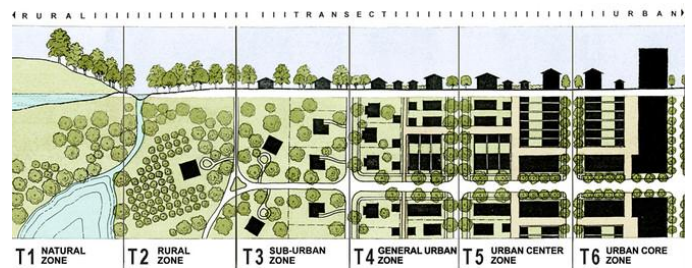 RURAL TRANSECT URBAN
T1 NATURAL ZONE
T2 RURAL ZONE
T3 SUB-URBAN ZONE
T4 GENERAL URBAN ZONE
T5 URBAN CENTER ZONE
T6 URBAN CORE ZONE